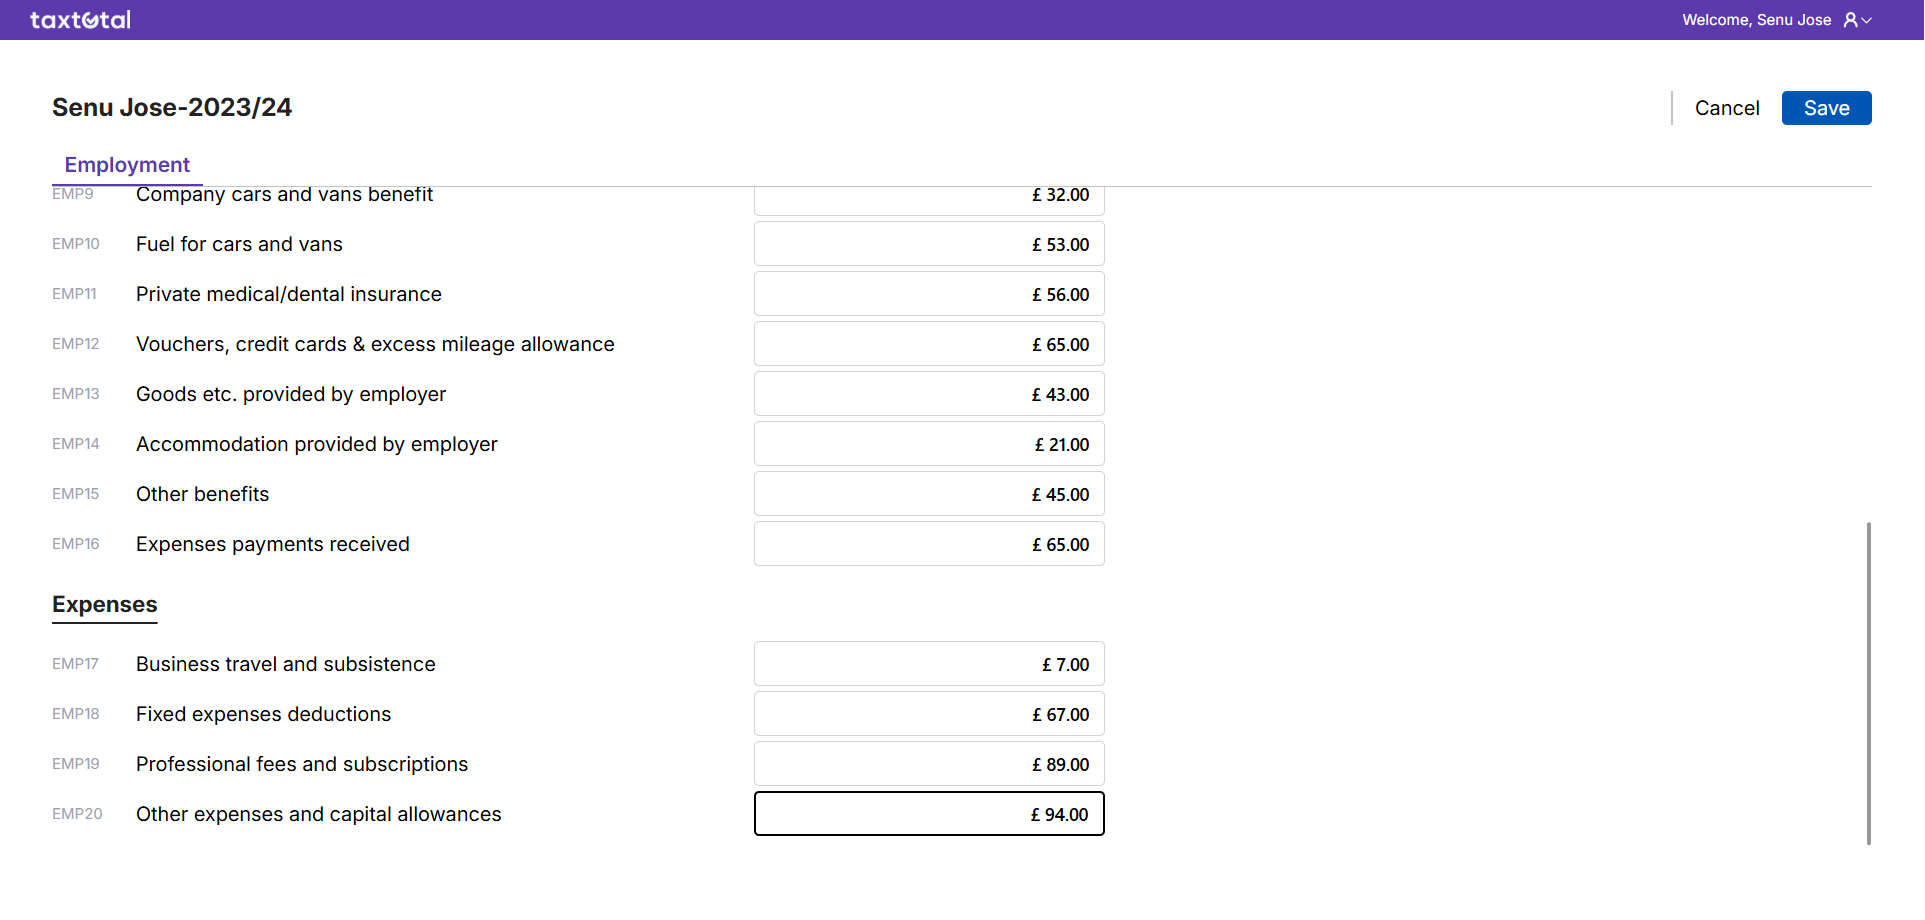 taxtotal
Welcome, Senu Jose
Senu Jose-2023/24
Cancel
Save
Employment
EMP9 Company cars and vans benefit £ 32.00
EMP10 Fuel for cars and vans £ 53.00
EMP11 Private medical/dental insurance £ 56.00
EMP12 Vouchers, credit cards & excess mileage allowance £ 65.00
EMP13 Goods etc. provided by employer £ 43.00
EMP14 Accommodation provided by employer £ 21.00
EMP15 Other benefits £ 45.00
EMP16 Expenses payments received £ 65.00
Expenses
EMP17 Business travel and subsistence £ 7.00
EMP18 Fixed expenses deductions £ 67.00
EMP19 Professional fees and subscriptions £ 89.00
EMP20 Other expenses and capital allowances £ 94.00